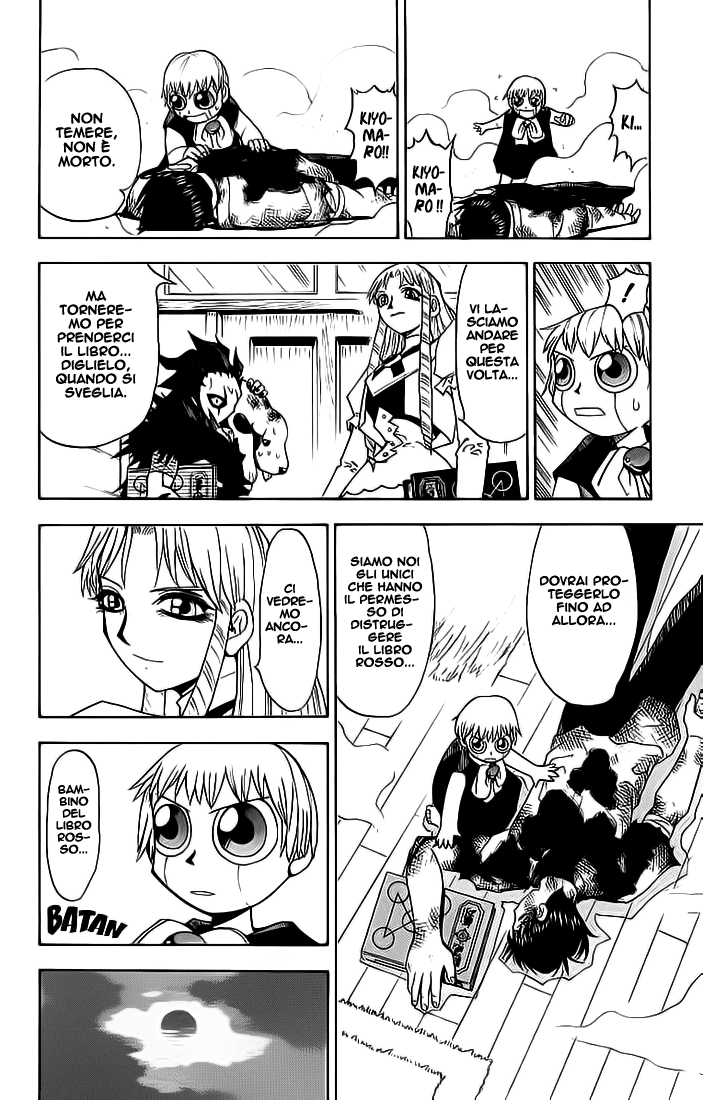 KI...
KIYO-
MA-
RO!!
KIYO-
MA-
RO!!
NON
TEMERE,
NON È
MORTO.
!
VI LA-
SCIAMO
ANDARE
PER
QUESTA
VOLTA...
MA
TORNERE-
MO PER
PRENDERCI
IL LIBRO...
DIGLIELO,
QUANDO SI
SVEGLIA.
DOVRAI PRO-
TEGGERLO
FINO AD
ALLORA...
SIAMO NOI
GLI UNICI
CHE HANNO
IL PERMES-
SO DI
DISTRUG-
GERE
IL LIBRO
ROSSO...
CI
VEDRE-
MO
ANCO-
RA...
BAM-
BINO
DEL
LIBRO
ROS-
SO...
BATAN